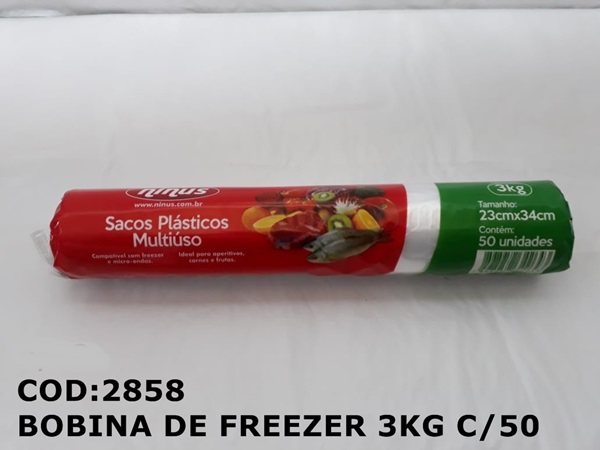 ninus
www.ninus.com.br
Sacos Plásticos
Multiúso
Compatível com freezer
e micro-ondas.
Ideal para aperitivos,
carnes e frutas.
3kg
Tamanho:
23cmx34cm
Contém:
50 unidades
COD:2858
BOBINA DE FREEZER 3KG C/50